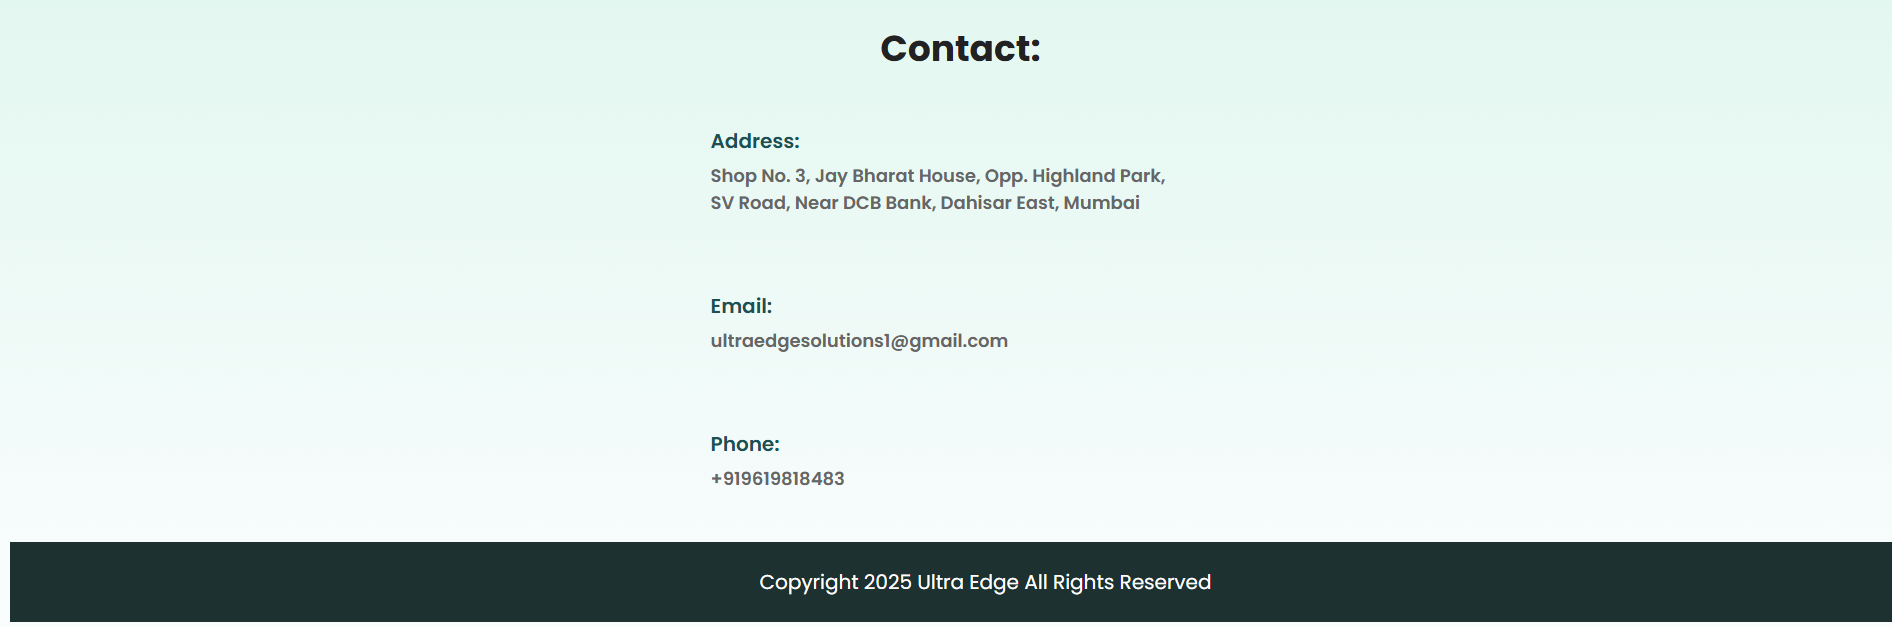 Contact:
Address:
Shop No. 3, Jay Bharat House, Opp. Highland Park,
SV Road, Near DCB Bank, Dahisar East, Mumbai
Email:
ultraedgesolutions1@gmail.com
Phone:
+919619818483
Copyright 2025 Ultra Edge All Rights Reserved